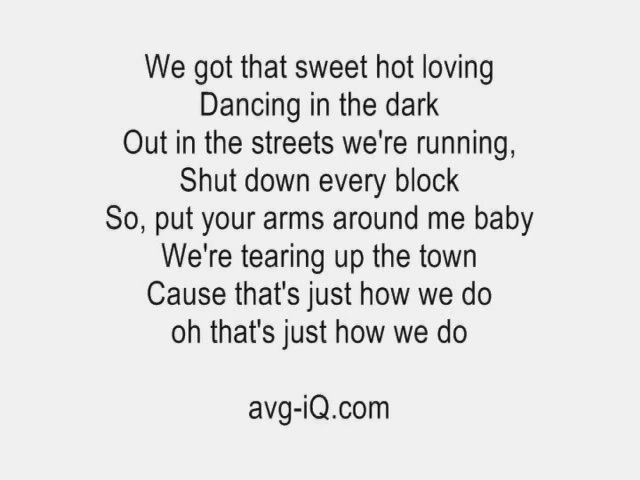 We got that sweet hot loving
Dancing in the dark
Out in the streets we're running,
Shut down every block
So, put your arms around me baby
We're tearing up the town
Cause that's just how we do
oh that's just how we do
avg-iQ.com